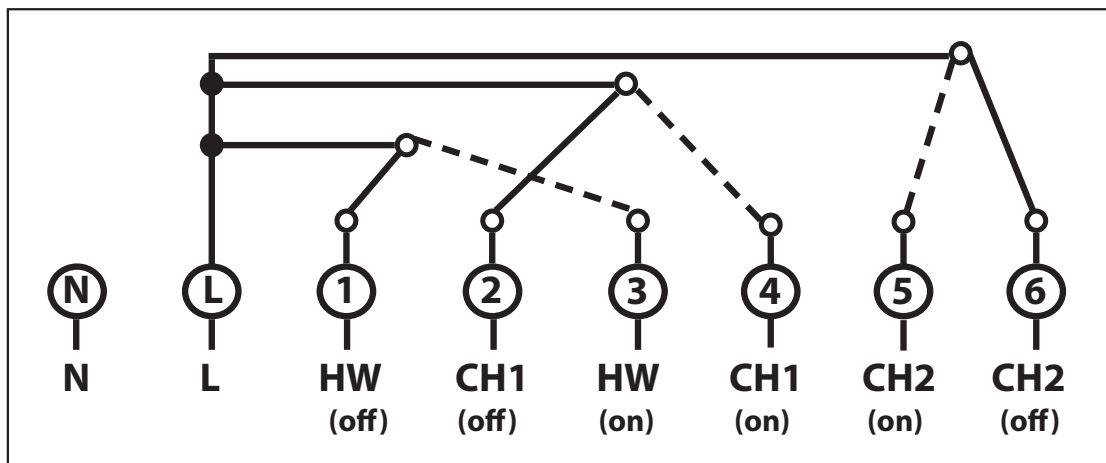 N L 1 2 3 4 5 6
N L HW CH1 HW CH1 CH2 CH2
(off) (off) (on) (on) (on) (off)